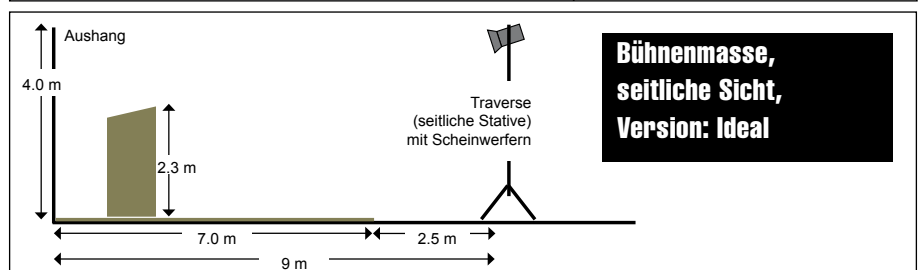 Aushang
4.0 m
2.3 m
Traverse
(seitliche Stative)
mit Scheinwerfern
7.0 m
2.5 m
9 m
Bühnenmasse,
seitliche Sicht,
Version: Ideal